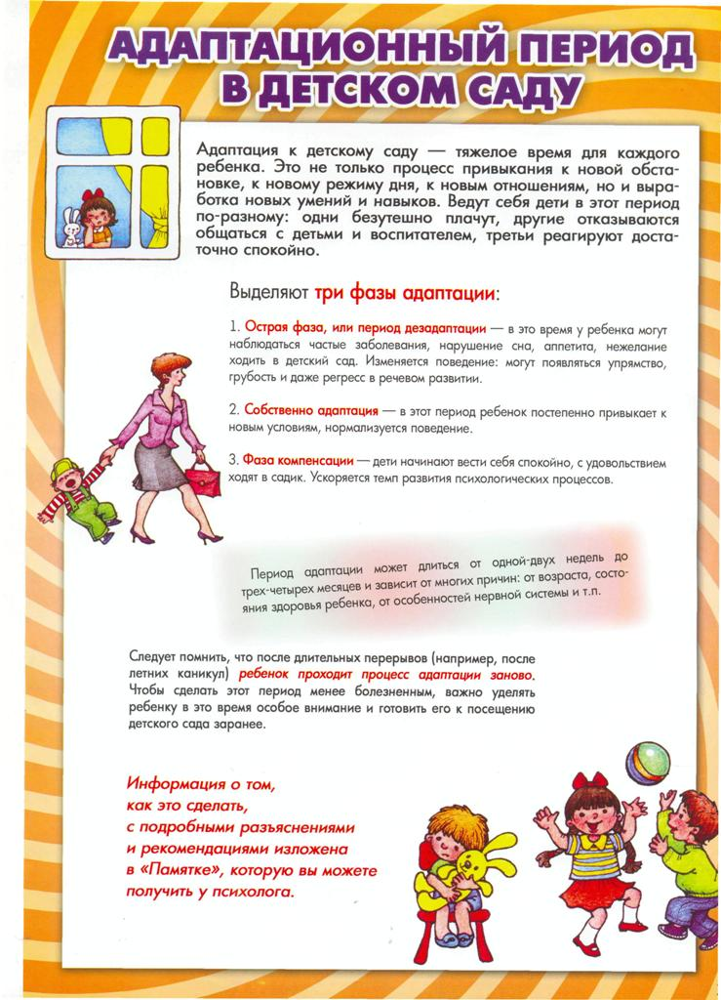 АДАПТАЦИОННЫЙ ПЕРИОД
В ДЕТСКОМ САДУ
Адаптация к детскому саду — тяжелое время для каждого
ребенка. Это не только процесс привыкания к новой обста-
новке, к новому режиму дня, к новым отношениям, но и выра-
ботка новых умений и навыков. Ведут себя дети в этот период
по-разному: одни безутешно плачут, другие отказываются
общаться с детьми и воспитателем, третьи реагируют доста-
точно спокойно.
Выделяют три фазы адаптации:
1. Острая фаза, или период дезадаптации — в это время у ребенка могут
наблюдаться частые заболевания, нарушение сна, аппетита, нежелание
ходить в детский сад. Изменяется поведение: могут появляться упрямство,
грубость и даже регресс в речевом развитии.
2. Собственно адаптация — в этот период ребенок постепенно привыкает к
новым условиям, нормализуется поведение.
3. Фаза компенсации — дети начинают вести себя спокойно, с удовольствием
ходят в садик. Ускоряется темп развития психологических процессов.
Период адаптации может длиться от одной-двух недель до
трех-четырех месяцев и зависит от многих причин: от возраста, состо-
яния здоровья ребенка, от особенностей нервной системы и т.п.
Следует помнить, что после длительных перерывов (например, после
летних каникул) ребенок проходит процесс адаптации заново.
Чтобы сделать этот период менее болезненным, важно уделять
ребенку в это время особое внимание и готовить его к посещению
детского сада заранее.
Информация о том,
как это сделать,
с подробными разъяснениями
и рекомендациями изложена
в «Памятке», которую вы можете
получить у психолога.